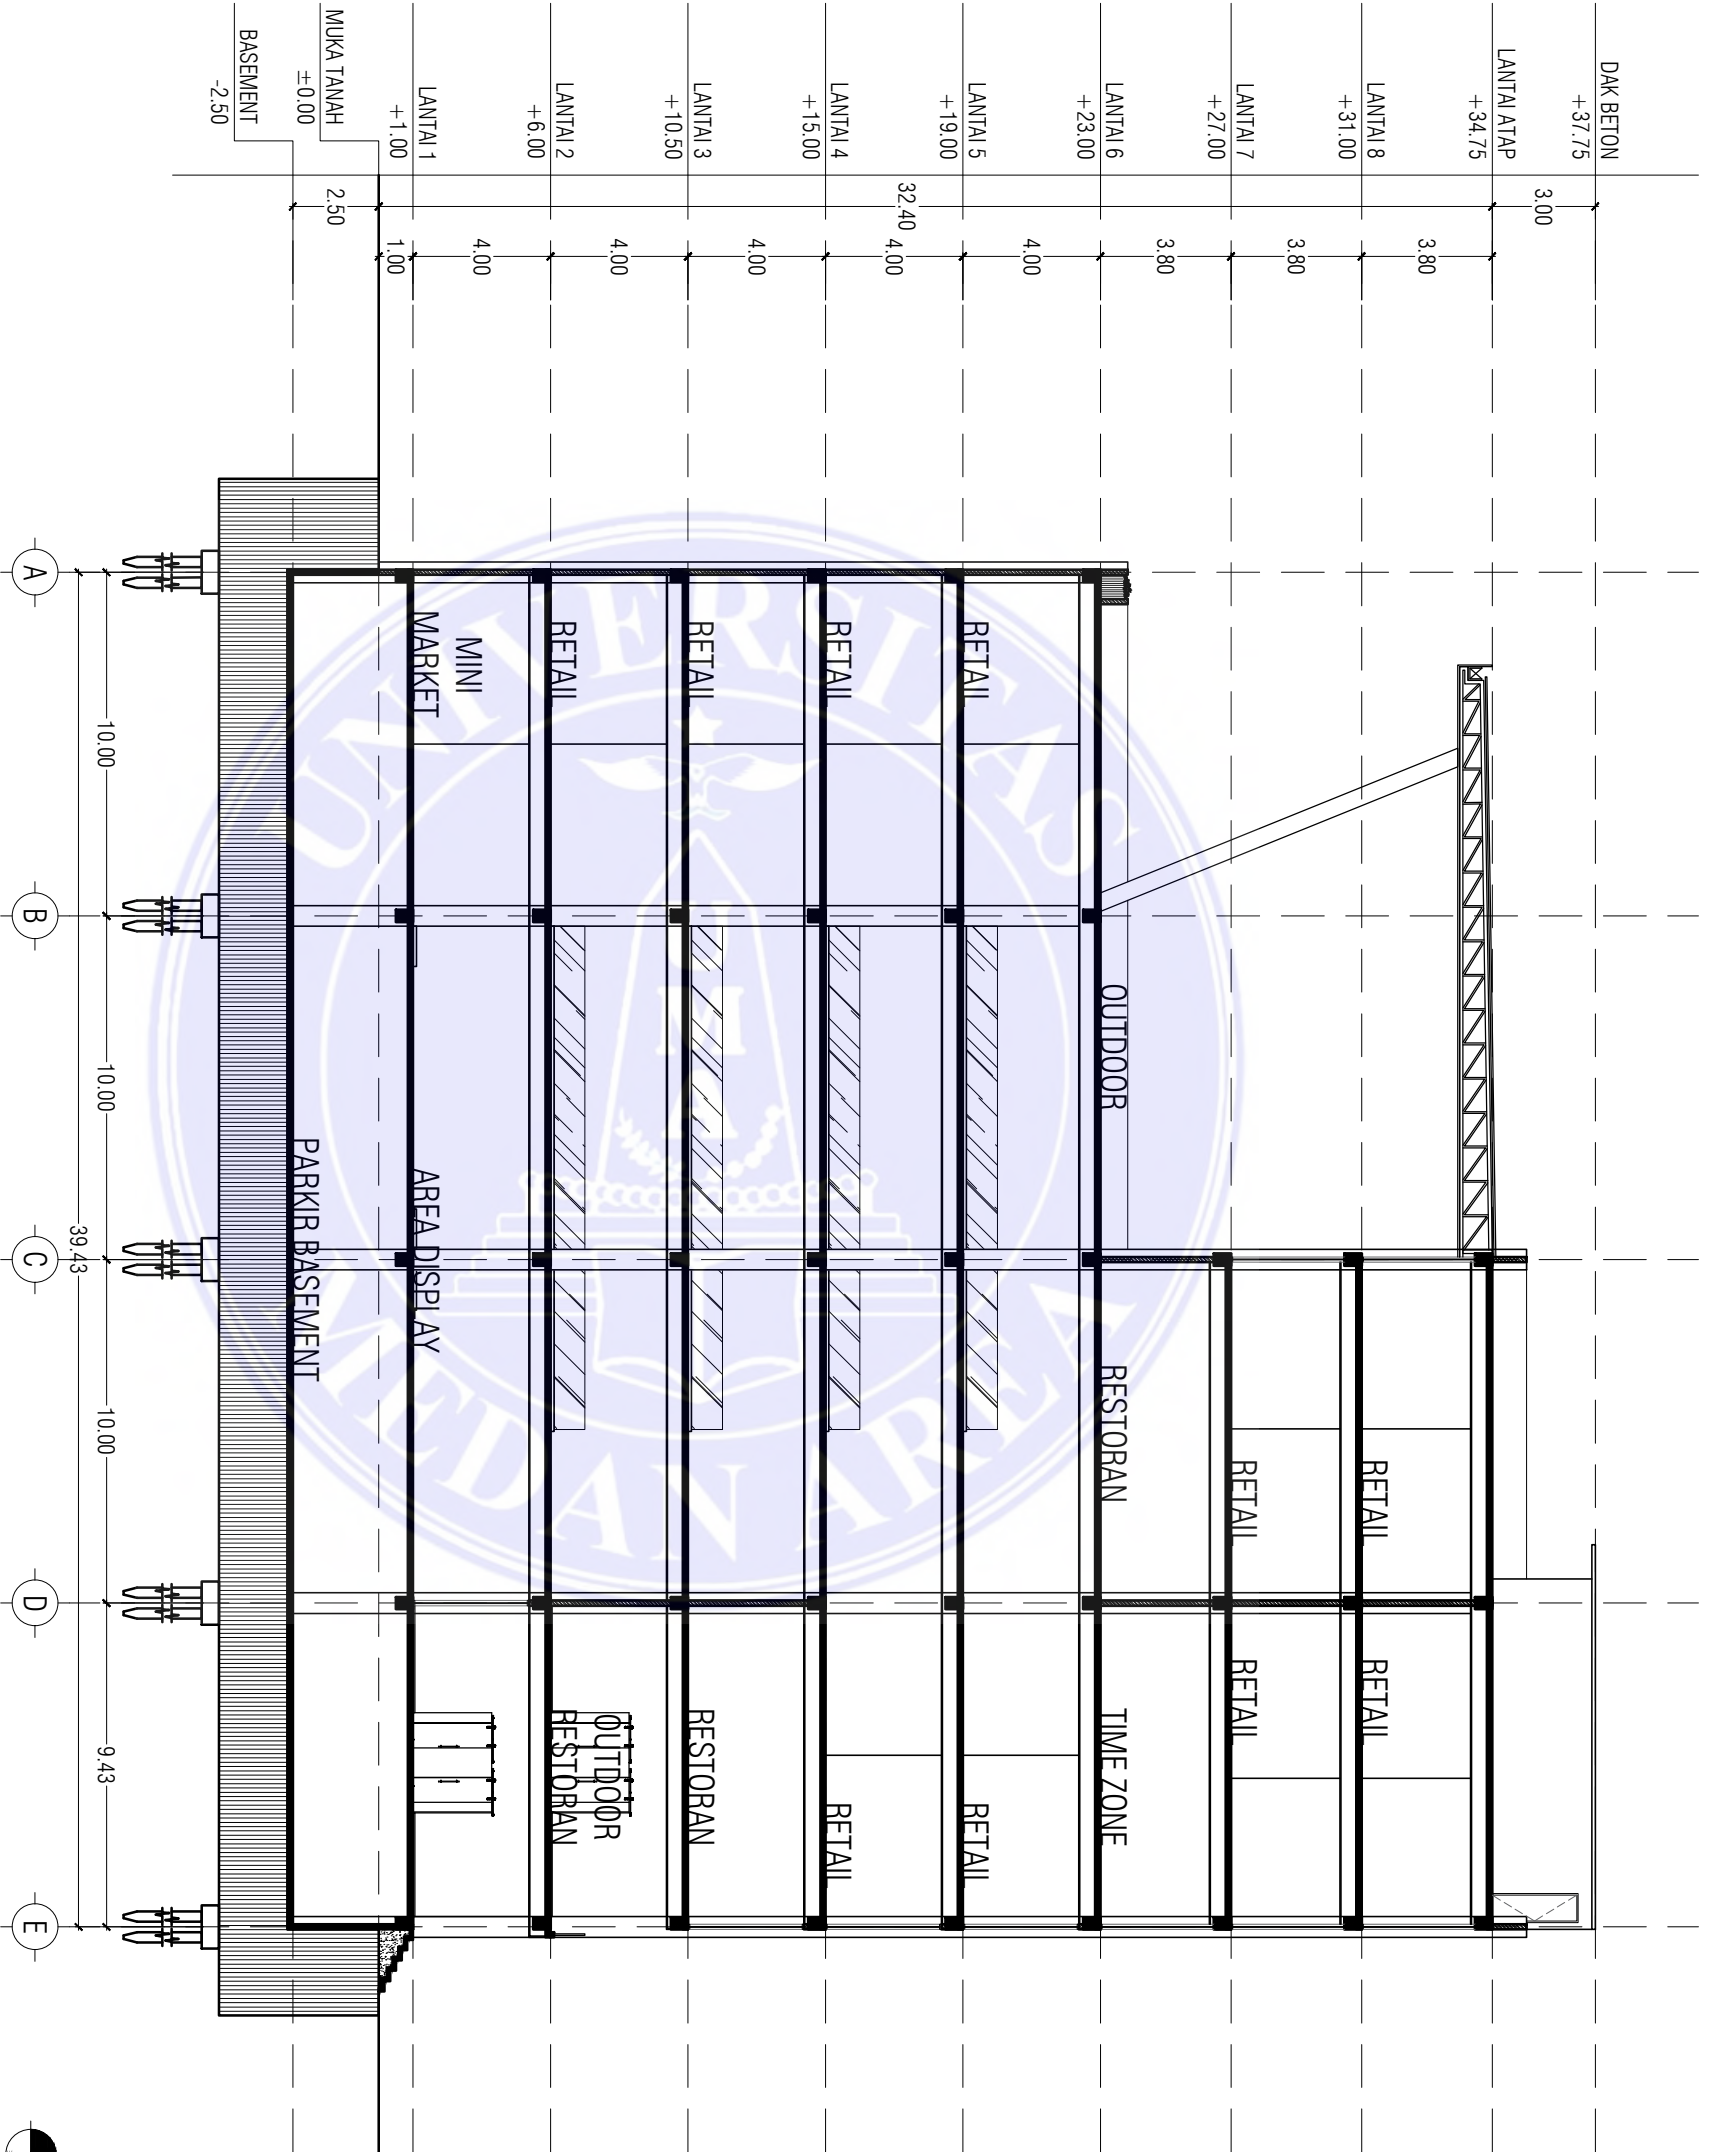 DAK BETON
+37.75
LANTAI ATAP
+34.75
LANTAI 8
+31.00
LANTAI 7
+27.00
LANTAI 6
+23.00
LANTAI 5
+19.00
LANTAI 4
+15.00
LANTAI 3
+10.50
LANTAI 2
+6.00
LANTAI 1
+1.00
MUKA TANAH
±0.00
BASEMENT
-2.50
3.00
32.40
2.50
3.80
3.80
3.80
4.00
4.00
4.00
4.00
4.00
1.00
RETAIL
RETAIL
RETAIL
RETAIL
OUTDOOR
RESTORAN
TIME ZONE
RETAIL
RETAIL
RETAIL
RETAIL
RETAIL
RETAIL
RESTORAN
OUTDOOR
RESTORAN
MINI
MARKET
AREA DISPLAY
PARKIR BASEMENT
10.00
10.00
10.00
9.43
39.43
A
B
C
D
E
UNIVERSITAS
MEDAN AREA
UMA